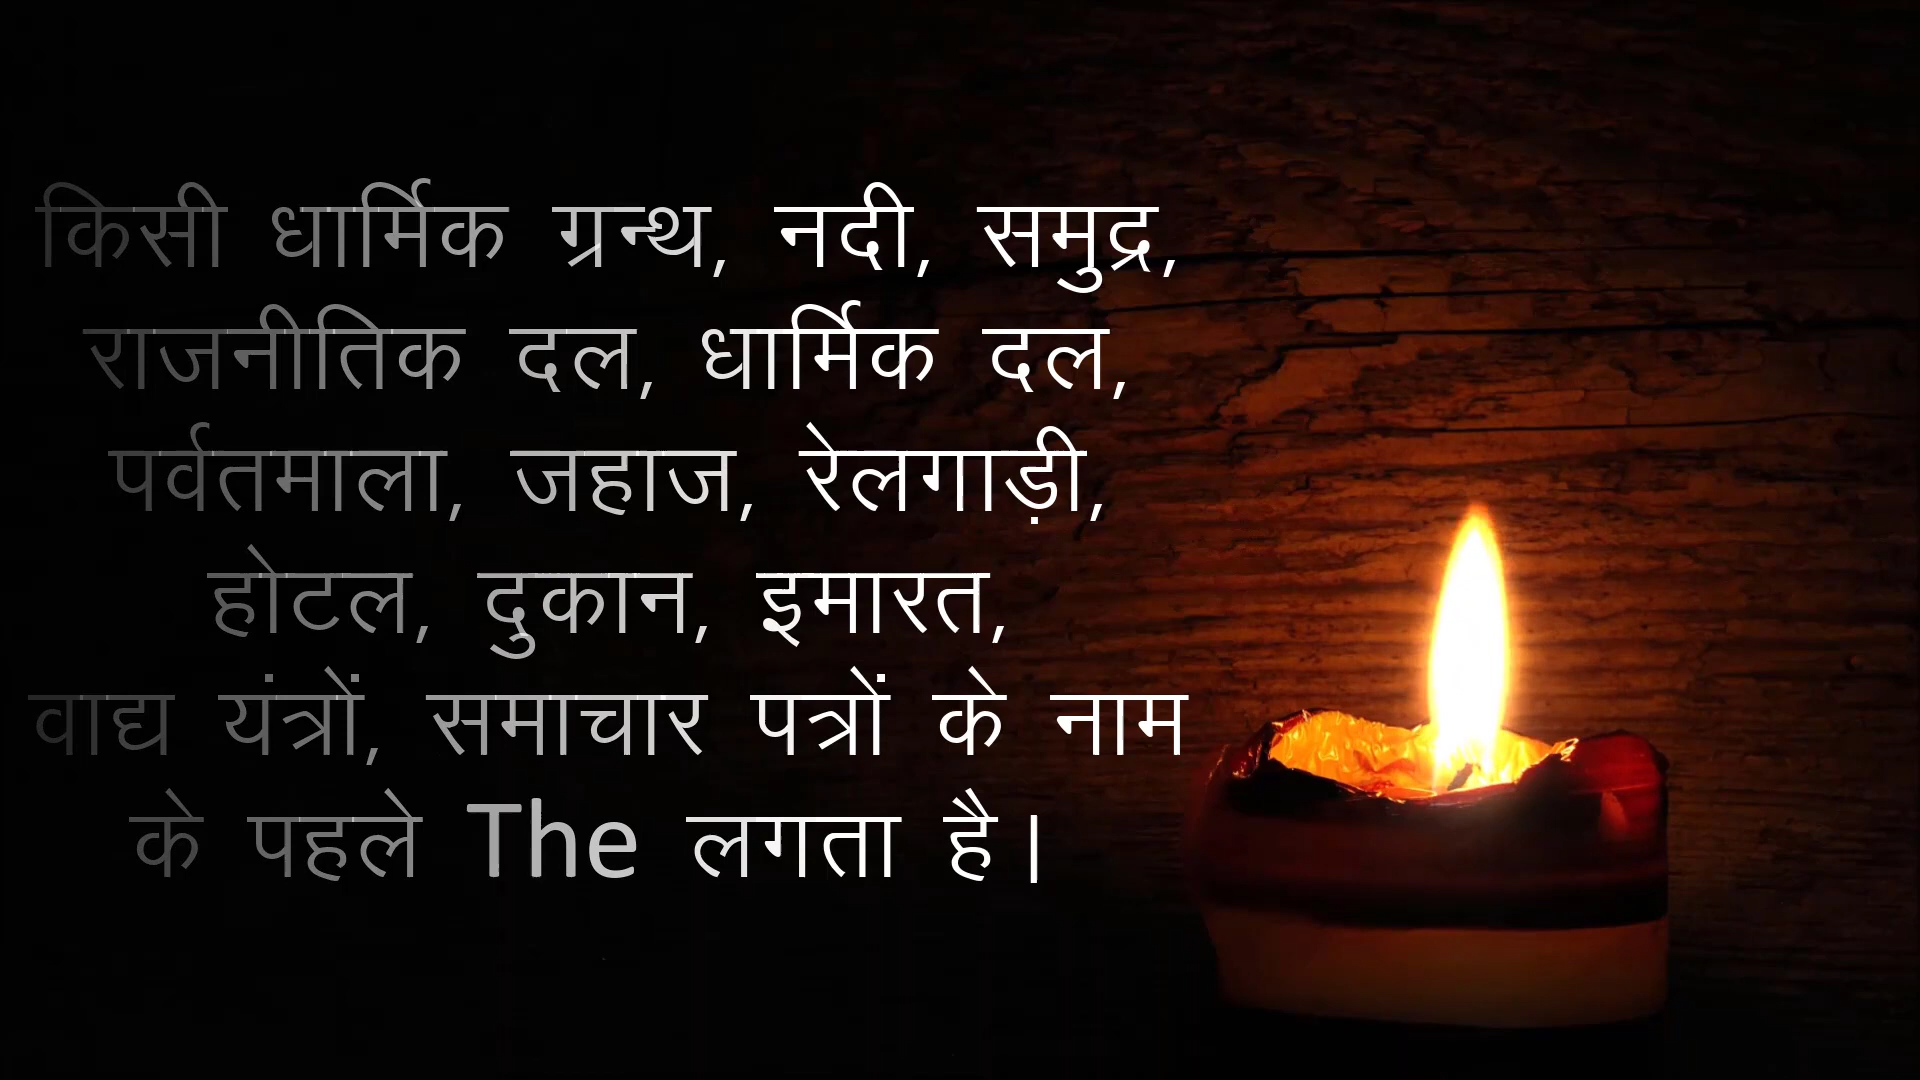 किसी धार्मिक ग्रन्थ, नदी, समुद्र,
राजनीतिक दल, धार्मिक दल,
पर्वतमाला, जहाज, रेलगाड़ी,
होटल, दुकान, इमारत,
वाद्य यंत्रों, समाचार पत्रों के नाम
के पहले The लगता है।